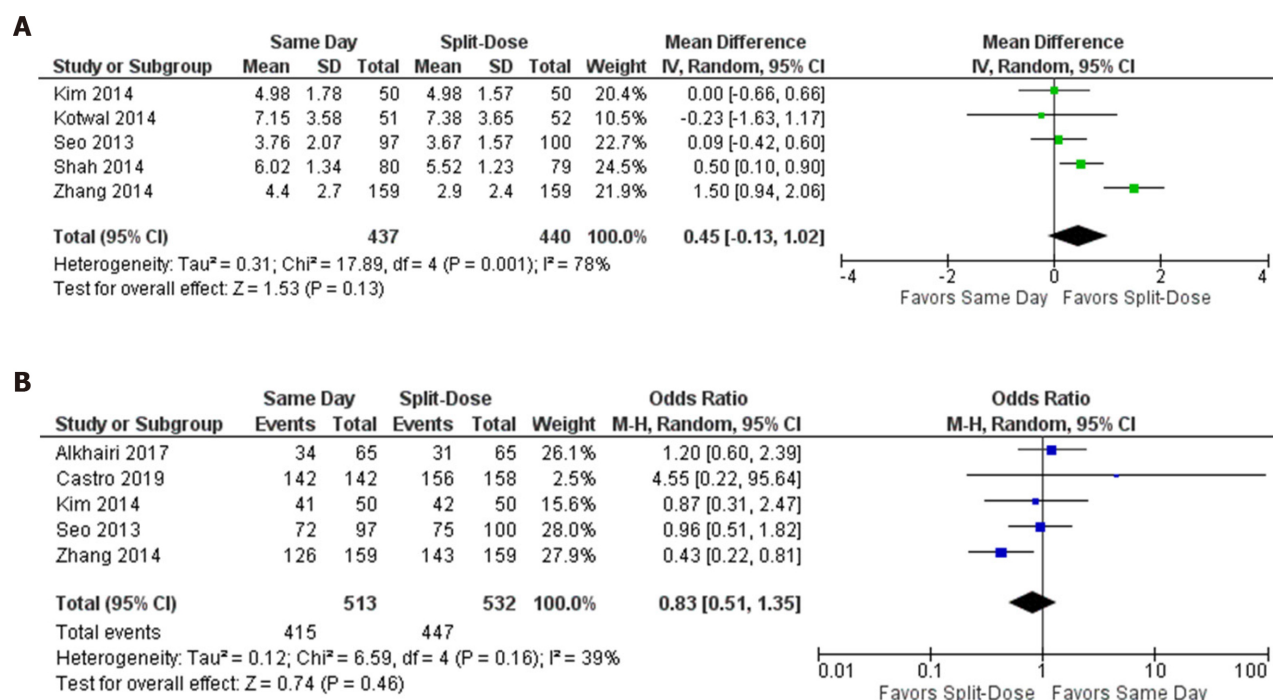 A
Same Day Split-Dose Mean Difference Mean Difference
Study or Subgroup Mean SD Total Mean SD Total Weight IV, Random, 95% CI IV, Random, 95% CI
Kim 2014 4.98 1.78 50 4.98 1.57 50 20.4% 0.00 [-0.66, 0.66]
Kotwal 2014 7.15 3.58 51 7.38 3.65 52 10.5% -0.23 [-1.63, 1.17]
Seo 2013 3.76 2.07 97 3.67 1.57 100 22.7% 0.09 [-0.42, 0.60]
Shah 2014 6.02 1.34 80 5.52 1.23 79 24.5% 0.50 [0.10, 0.90]
Zhang 2014 4.4 2.7 159 2.9 2.4 159 21.9% 1.50 [0.94, 2.06]
Total (95% CI) 437 440 100.0% 0.45 [-0.13, 1.02]
Heterogeneity: Tau² = 0.31; Chi² = 17.89, df = 4 (P = 0.001); I² = 78%
Test for overall effect: Z = 1.53 (P = 0.13)
-4 -2 0 2 4
Favors Same Day Favors Split-Dose
B
Same Day Split-Dose Odds Ratio Odds Ratio
Study or Subgroup Events Total Events Total Weight M-H, Random, 95% CI M-H, Random, 95% CI
Alkhairi 2017 34 65 31 65 26.1% 1.20 [0.60, 2.39]
Castro 2019 142 142 156 158 2.5% 4.55 [0.22, 95.64]
Kim 2014 41 50 42 50 15.6% 0.87 [0.31, 2.47]
Seo 2013 72 97 75 100 28.0% 0.96 [0.51, 1.82]
Zhang 2014 126 159 143 159 27.9% 0.43 [0.22, 0.81]
Total (95% CI) 513 532 100.0% 0.83 [0.51, 1.35]
Total events 415 447
Heterogeneity: Tau² = 0.12; Chi² = 6.59, df = 4 (P = 0.16); I² = 39%
Test for overall effect: Z = 0.74 (P = 0.46)
0.01 0.1 1 10 100
Favors Split-Dose Favors Same Day